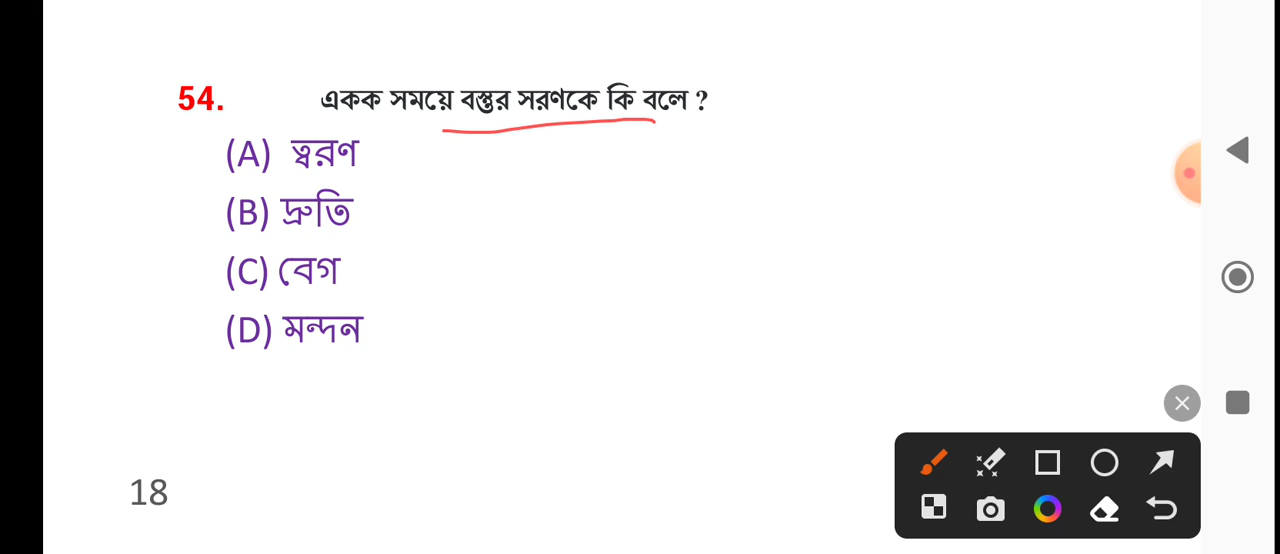 54. একক সময়ে বস্তুর সরণকে কি বলে ?
(A) ত্বরণ
(B) দ্রুতি
(C) বেগ
(D) মন্দন
18